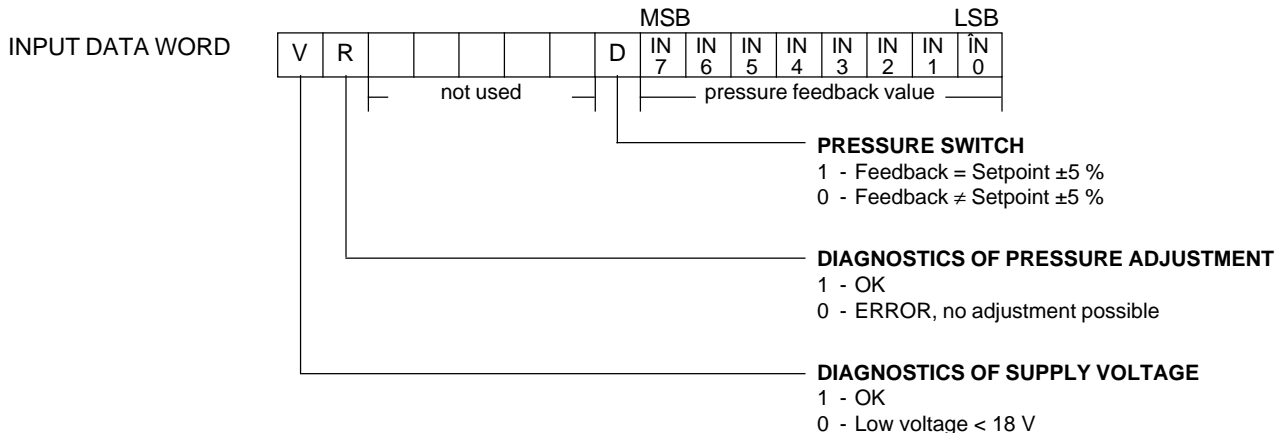 MSB LSB
INPUT DATA WORD V R D IN 7 IN 6 IN 5 IN 4 IN 3 IN 2 IN 1 ÎN 0
not used pressure feedback value
PRESSURE SWITCH
1 - Feedback = Setpoint ±5 %
0 - Feedback ≠ Setpoint ±5 %
DIAGNOSTICS OF PRESSURE ADJUSTMENT
1 - OK
0 - ERROR, no adjustment possible
DIAGNOSTICS OF SUPPLY VOLTAGE
1 - OK
0 - Low voltage < 18 V